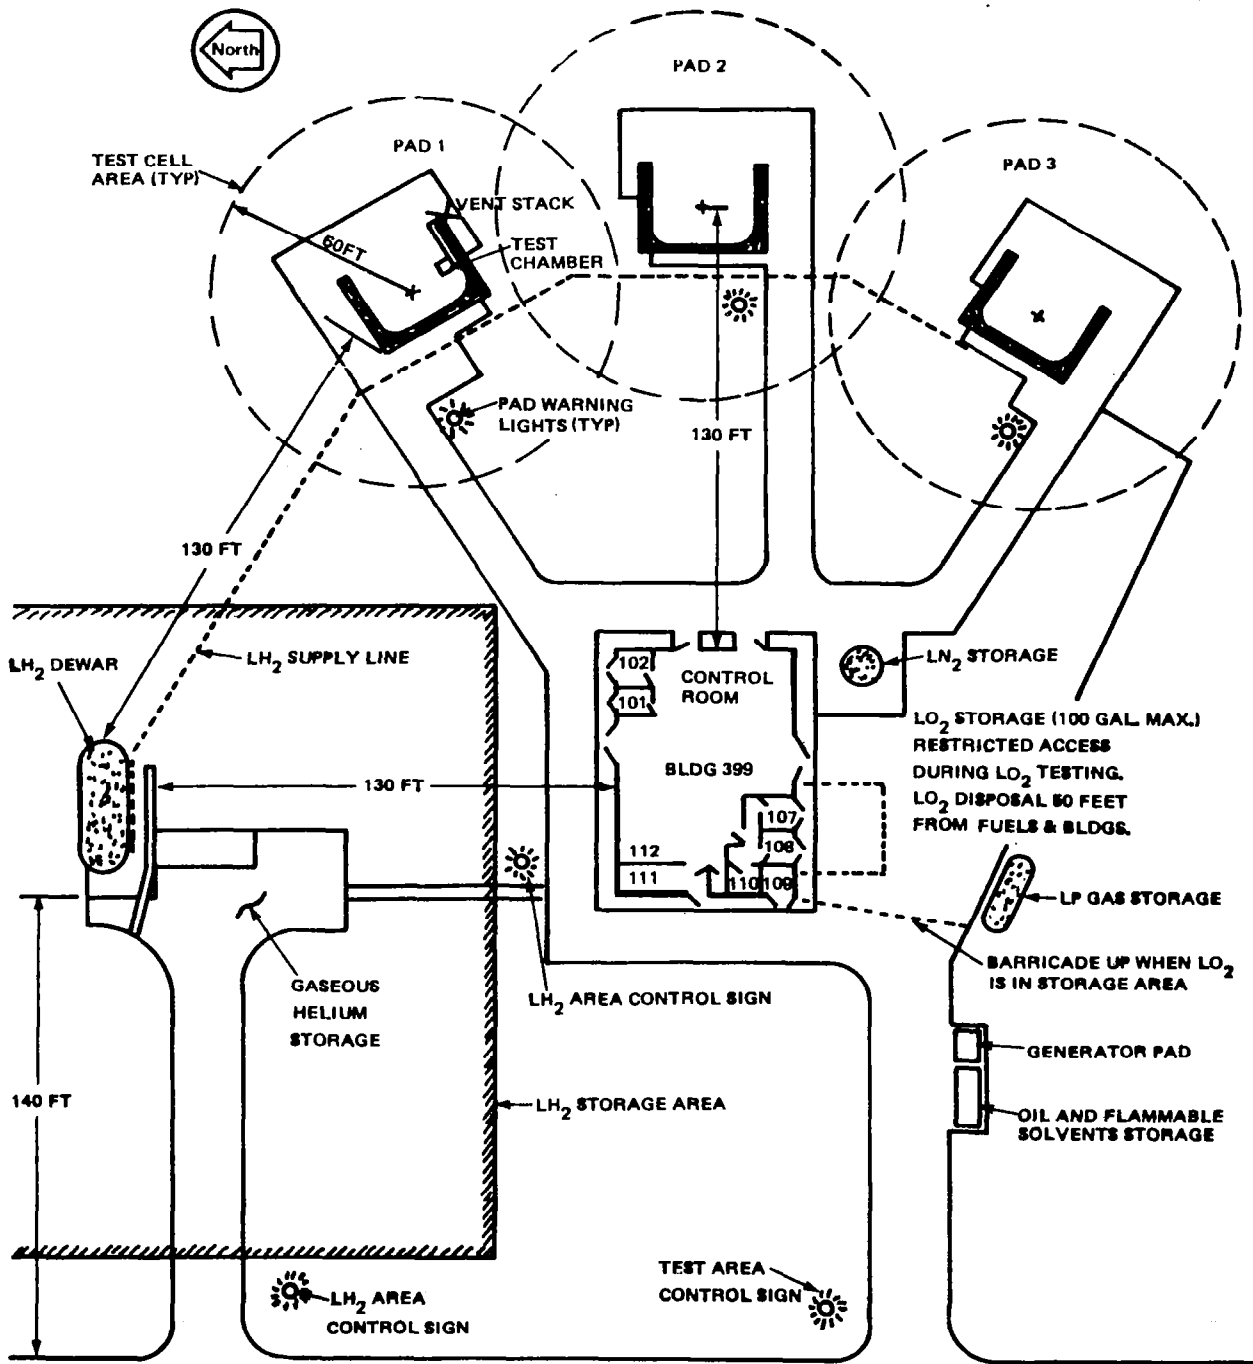 North
PAD 2
PAD 1
PAD 3
TEST CELL
AREA (TYP)
VENT STACK
60FT
TEST
CHAMBER
PAD WARNING
LIGHTS (TYP)
130 FT
130 FT
LH2 DEWAR
LH2 SUPPLY LINE
102
101
CONTROL
ROOM
LN2 STORAGE
LO2 STORAGE (100 GAL. MAX.)
RESTRICTED ACCESS
DURING LO2 TESTING.
LO2 DISPOSAL 50 FEET
FROM FUELS & BLDGS.
130 FT
BLDG 399
107
108
112
111
110
109
LP GAS STORAGE
BARRICADE UP WHEN LO2
IS IN STORAGE AREA
GASEOUS
HELIUM
STORAGE
LH2 AREA CONTROL SIGN
GENERATOR PAD
140 FT
LH2 STORAGE AREA
OIL AND FLAMMABLE
SOLVENTS STORAGE
TEST AREA
CONTROL SIGN
LH2 AREA
CONTROL SIGN